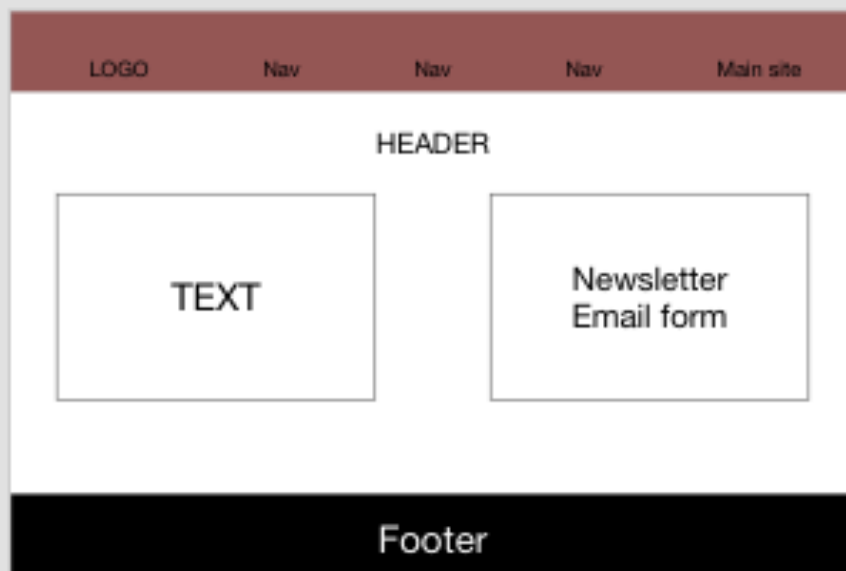 LOGO Nav Nav Nav Main site
HEADER
TEXT
Newsletter
Email form
Footer